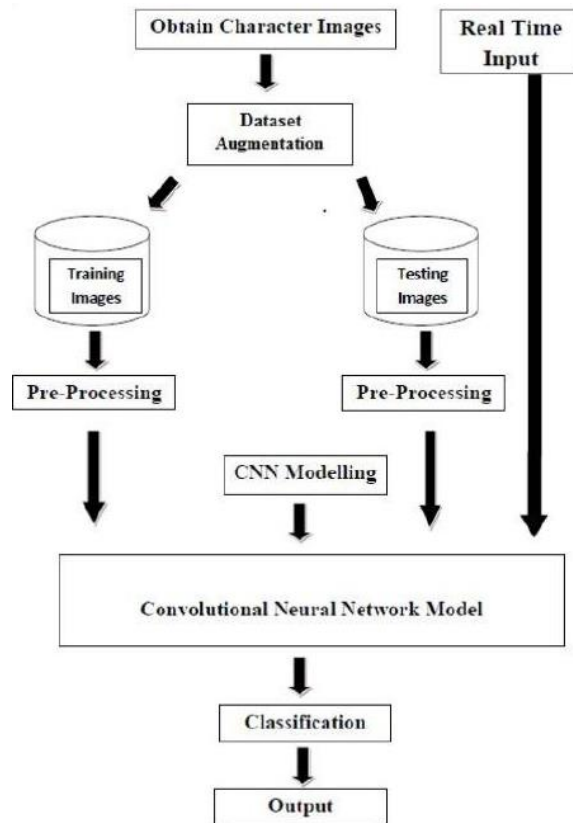 Obtain Character Images
Real Time
Input
Dataset
Augmentation
Training
Images
Testing
Images
Pre-Processing
Pre-Processing
CNN Modelling
Convolutional Neural Network Model
Classification
Output